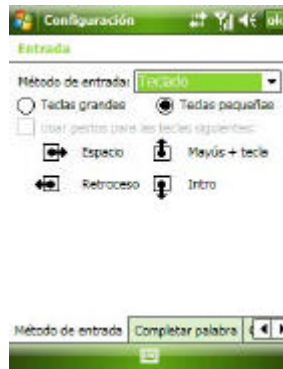 Configuración ok
Entrada
Método de entrada: Teclado
Teclas grandes Teclas pequeñas
Usar gestos para las teclas siguientes:
Espacio Mayús + tecla
Retroceso Intro
Método de entrada Completar palabra